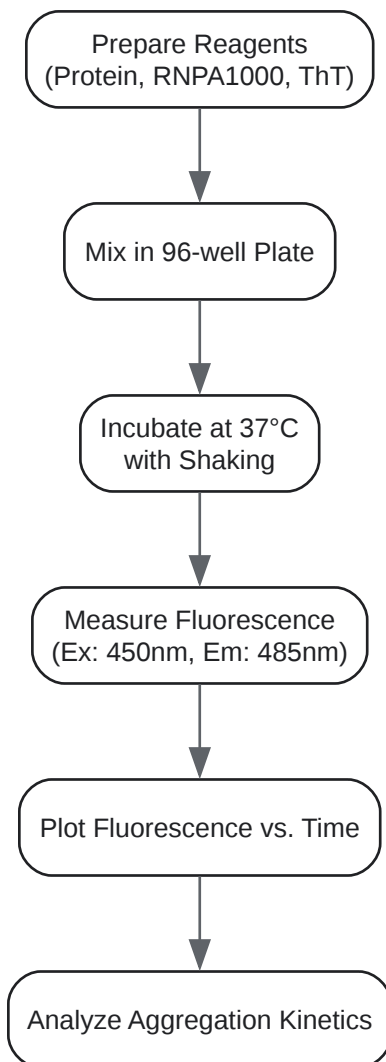 Prepare Reagents
(Protein, RNPA1000, ThT)
Mix in 96-well Plate
Incubate at 37°C
with Shaking
Measure Fluorescence
(Ex: 450nm, Em: 485nm)
Plot Fluorescence vs. Time
Analyze Aggregation Kinetics